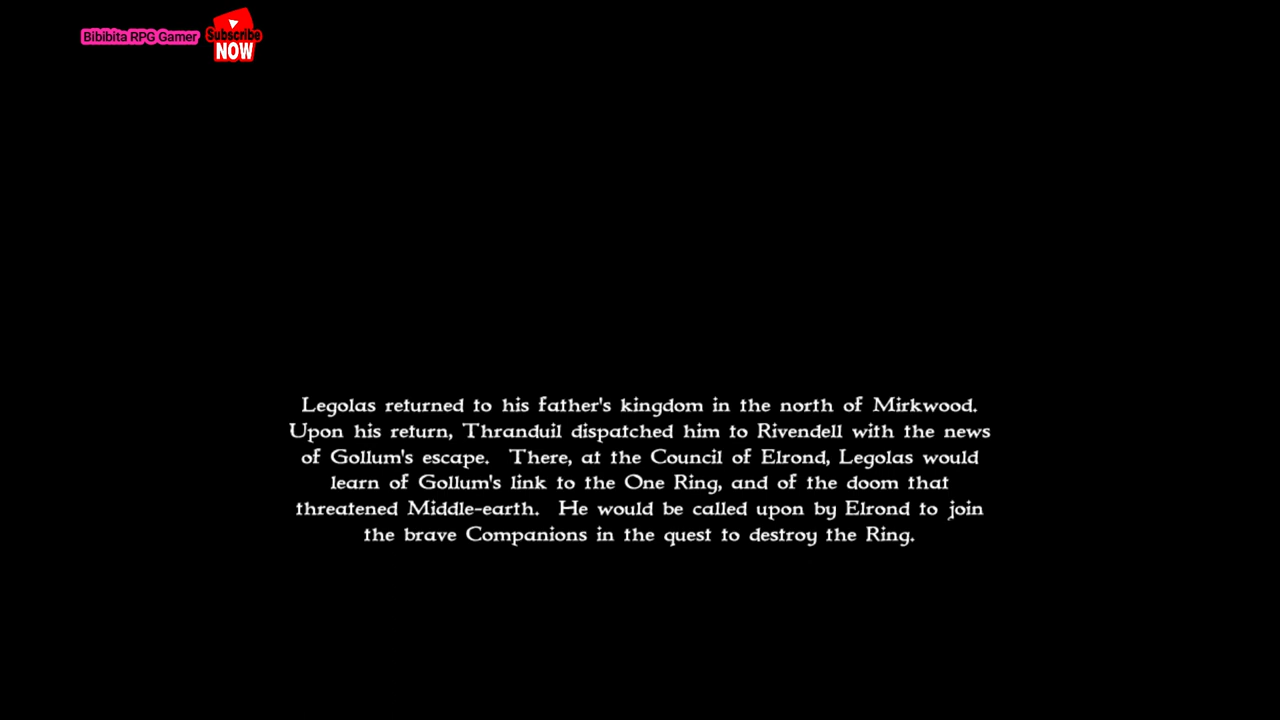 Bibibita RPG Gamer
Subscribe
NOW
Legolas returned to his father's kingdom in the north of Mirkwood.
Upon his return, Thranduil dispatched him to Rivendell with the news
of Gollum's escape.  There, at the Council of Elrond, Legolas would
learn of Gollum's link to the One Ring, and of the doom that
threatened Middle-earth.  He would be called upon by Elrond to join
the brave Companions in the quest to destroy the Ring.